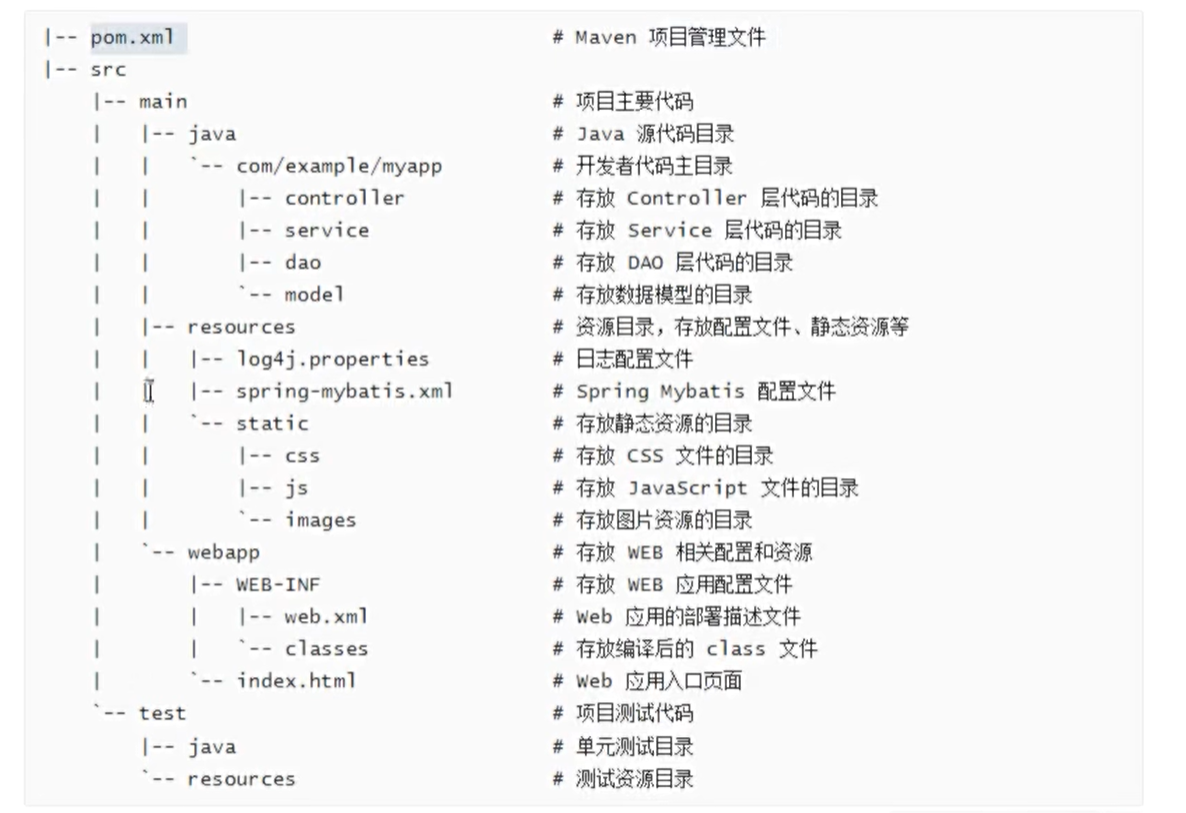 |-- pom.xml                            # Maven 项目管理文件
|-- src
    |-- main                           # 项目主要代码
    |   |-- java                       # Java 源代码目录
    |   |   `-- com/example/myapp      # 开发者代码主目录
    |   |       |-- controller         # 存放 Controller 层代码的目录
    |   |       |-- service            # 存放 Service 层代码的目录
    |   |       |-- dao                # 存放 DAO 层代码的目录
    |   |       `-- model              # 存放数据模型的目录
    |   |-- resources                  # 资源目录，存放配置文件、静态资源等
    |   |   |-- log4j.properties       # 日志配置文件
    |   |   |-- spring-mybatis.xml     # Spring Mybatis 配置文件
    |   |   `-- static                 # 存放静态资源的目录
    |   |       |-- css                # 存放 CSS 文件的目录
    |   |       |-- js                 # 存放 JavaScript 文件的目录
    |   |       `-- images             # 存放图片资源的目录
    |   `-- webapp                     # 存放 WEB 相关配置和资源
    |       |-- WEB-INF                # 存放 WEB 应用配置文件
    |       |   |-- web.xml            # Web 应用的部署描述文件
    |       |   `-- classes            # 存放编译后的 class 文件
    |       `-- index.html             # Web 应用入口页面
    `-- test                           # 项目测试代码
        |-- java                       # 单元测试目录
        `-- resources                  # 测试资源目录